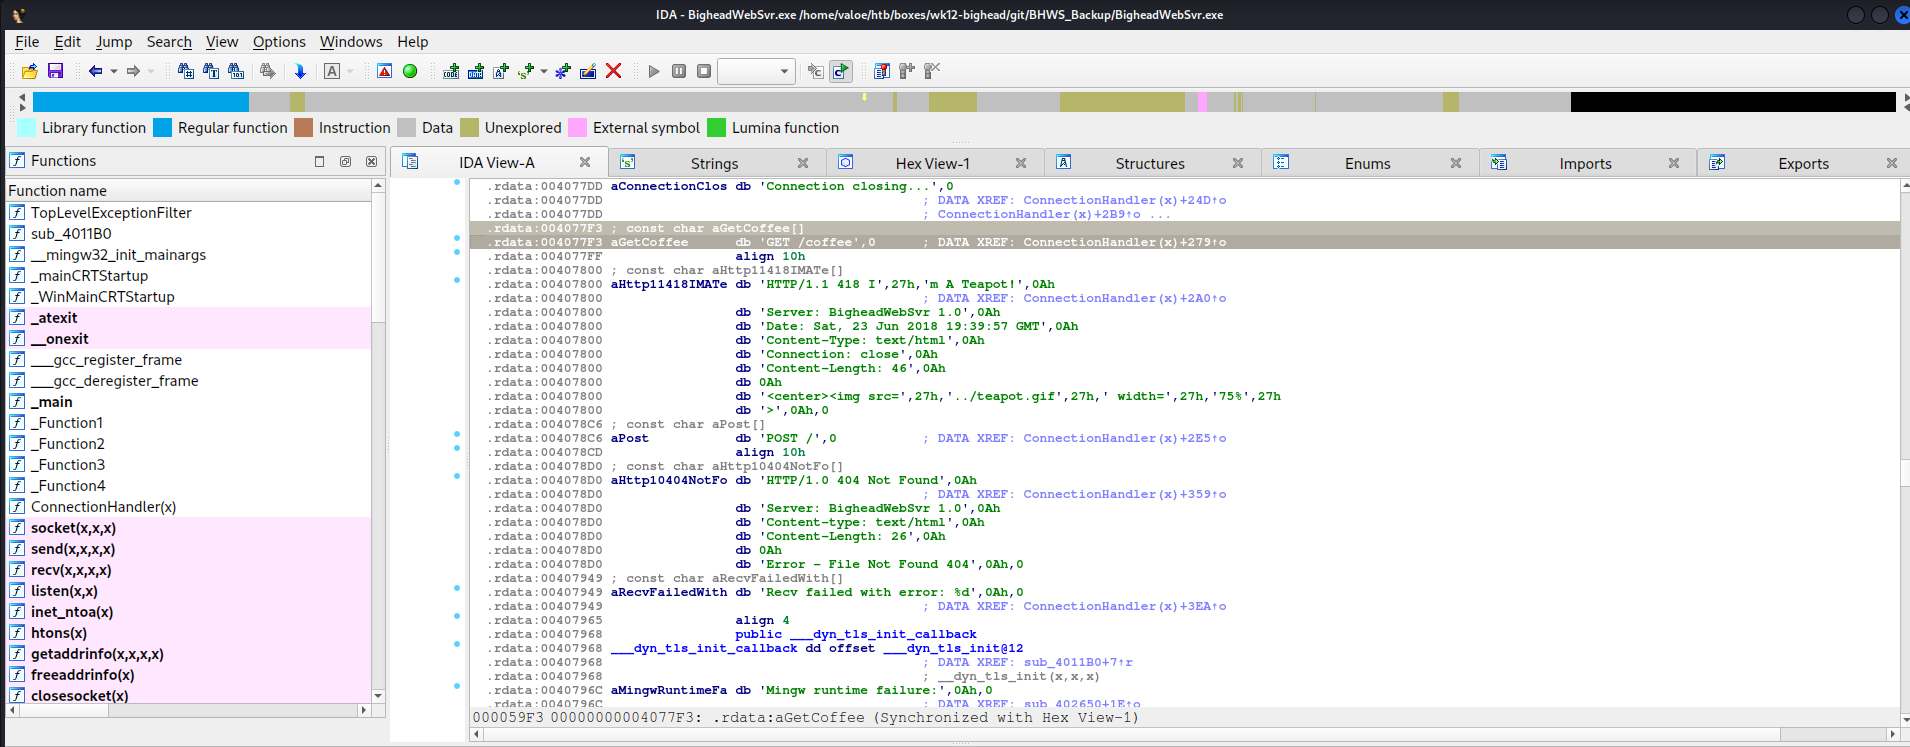 IDA - BigheadWebSvr.exe /home/valoe/htb/boxes/wk12-bighead/git/BHWS_Backup/BigheadWebSvr.exe
File Edit Jump Search View Options Windows Help
Library function Regular function Instruction Data Unexplored External symbol Lumina function
Functions
Function name
TopLevelExceptionFilter
sub_4011B0
__mingw32_init_mainargs
_mainCRTStartup
_WinMainCRTStartup
_atexit
__onexit
___gcc_register_frame
___gcc_deregister_frame
_main
_Function1
_Function2
_Function3
_Function4
ConnectionHandler(x)
socket(x,x,x)
send(x,x,x,x)
recv(x,x,x,x)
listen(x,x)
inet_ntoa(x)
htons(x)
getaddrinfo(x,x,x,x)
freeaddrinfo(x)
closesocket(x)
IDA View-A Strings Hex View-1 Structures Enums Imports Exports
.rdata:004077DD aConnectionClos db 'Connection closing...',0
.rdata:004077DD ; DATA XREF: ConnectionHandler(x)+24D↑o
.rdata:004077DD ; ConnectionHandler(x)+2B9↑o ...
.rdata:004077F3 ; const char aGetCoffee[]
.rdata:004077F3 aGetCoffee db 'GET /coffee',0 ; DATA XREF: ConnectionHandler(x)+279↑o
.rdata:004077FF align 10h
.rdata:00407800 ; const char aHttp11418IMATe[]
.rdata:00407800 aHttp11418IMATe db 'HTTP/1.1 418 I',27h,'m A Teapot!',0Ah
.rdata:00407800 ; DATA XREF: ConnectionHandler(x)+2A0↑o
.rdata:00407800 db 'Server: BigheadWebSvr 1.0',0Ah
.rdata:00407800 db 'Date: Sat, 23 Jun 2018 19:39:57 GMT',0Ah
.rdata:00407800 db 'Content-Type: text/html',0Ah
.rdata:00407800 db 'Connection: close',0Ah
.rdata:00407800 db 'Content-Length: 46',0Ah
.rdata:00407800 db 0Ah
.rdata:00407800 db '<center><img src=',27h,'../teapot.gif',27h,' width=',27h,'75%',27h
.rdata:00407800 db '>',0Ah,0
.rdata:004078C6 ; const char aPost[]
.rdata:004078C6 aPost db 'POST /',0 ; DATA XREF: ConnectionHandler(x)+2E5↑o
.rdata:004078CD align 10h
.rdata:004078D0 ; const char aHttp10404NotFo[]
.rdata:004078D0 aHttp10404NotFo db 'HTTP/1.0 404 Not Found',0Ah
.rdata:004078D0 ; DATA XREF: ConnectionHandler(x)+359↑o
.rdata:004078D0 db 'Server: BigheadWebSvr 1.0',0Ah
.rdata:004078D0 db 'Content-type: text/html',0Ah
.rdata:004078D0 db 'Content-Length: 26',0Ah
.rdata:004078D0 db 0Ah
.rdata:004078D0 db 'Error - File Not Found 404',0Ah,0
.rdata:00407949 ; const char aRecvFailedWith[]
.rdata:00407949 aRecvFailedWith db 'Recv failed with error: %d',0Ah,0
.rdata:00407949 ; DATA XREF: ConnectionHandler(x)+3EA↑o
.rdata:00407965 align 4
.rdata:00407968 public ___dyn_tls_init_callback
.rdata:00407968 ___dyn_tls_init_callback dd offset ___dyn_tls_init@12
.rdata:00407968 ; DATA XREF: sub_4011B0+7↑r
.rdata:00407968 ; __dyn_tls_init(x,x,x)
.rdata:0040796C aMingwRuntimeFa db 'Mingw runtime failure:',0Ah,0
.rdata:0040796C ; DATA XREF: sub_402650+1E↑o
000059F3 00000000004077F3: .rdata:aGetCoffee (Synchronized with Hex View-1)